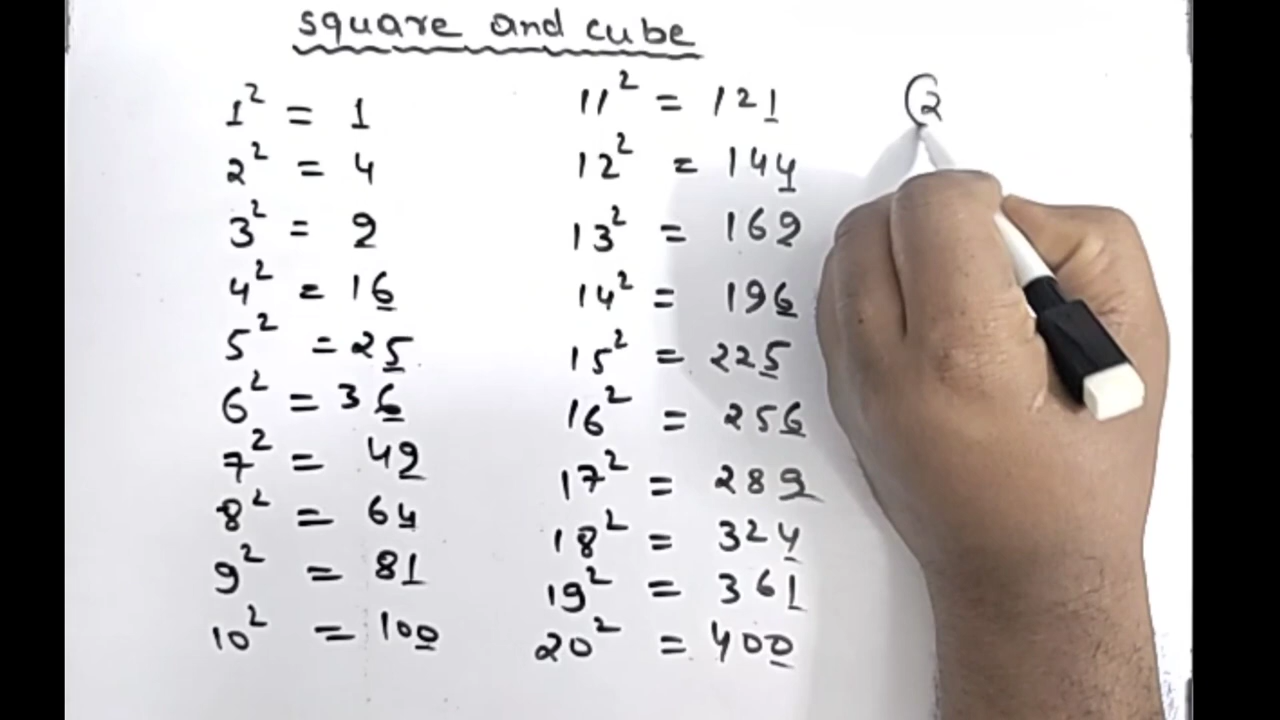 square and cube
1² = 1
2² = 4
3² = 9
4² = 16
5² = 25
6² = 36
7² = 49
8² = 64
9² = 81
10² = 100
11² = 121
12² = 144
13² = 169
14² = 196
15² = 225
16² = 256
17² = 289
18² = 324
19² = 361
20² = 400
2